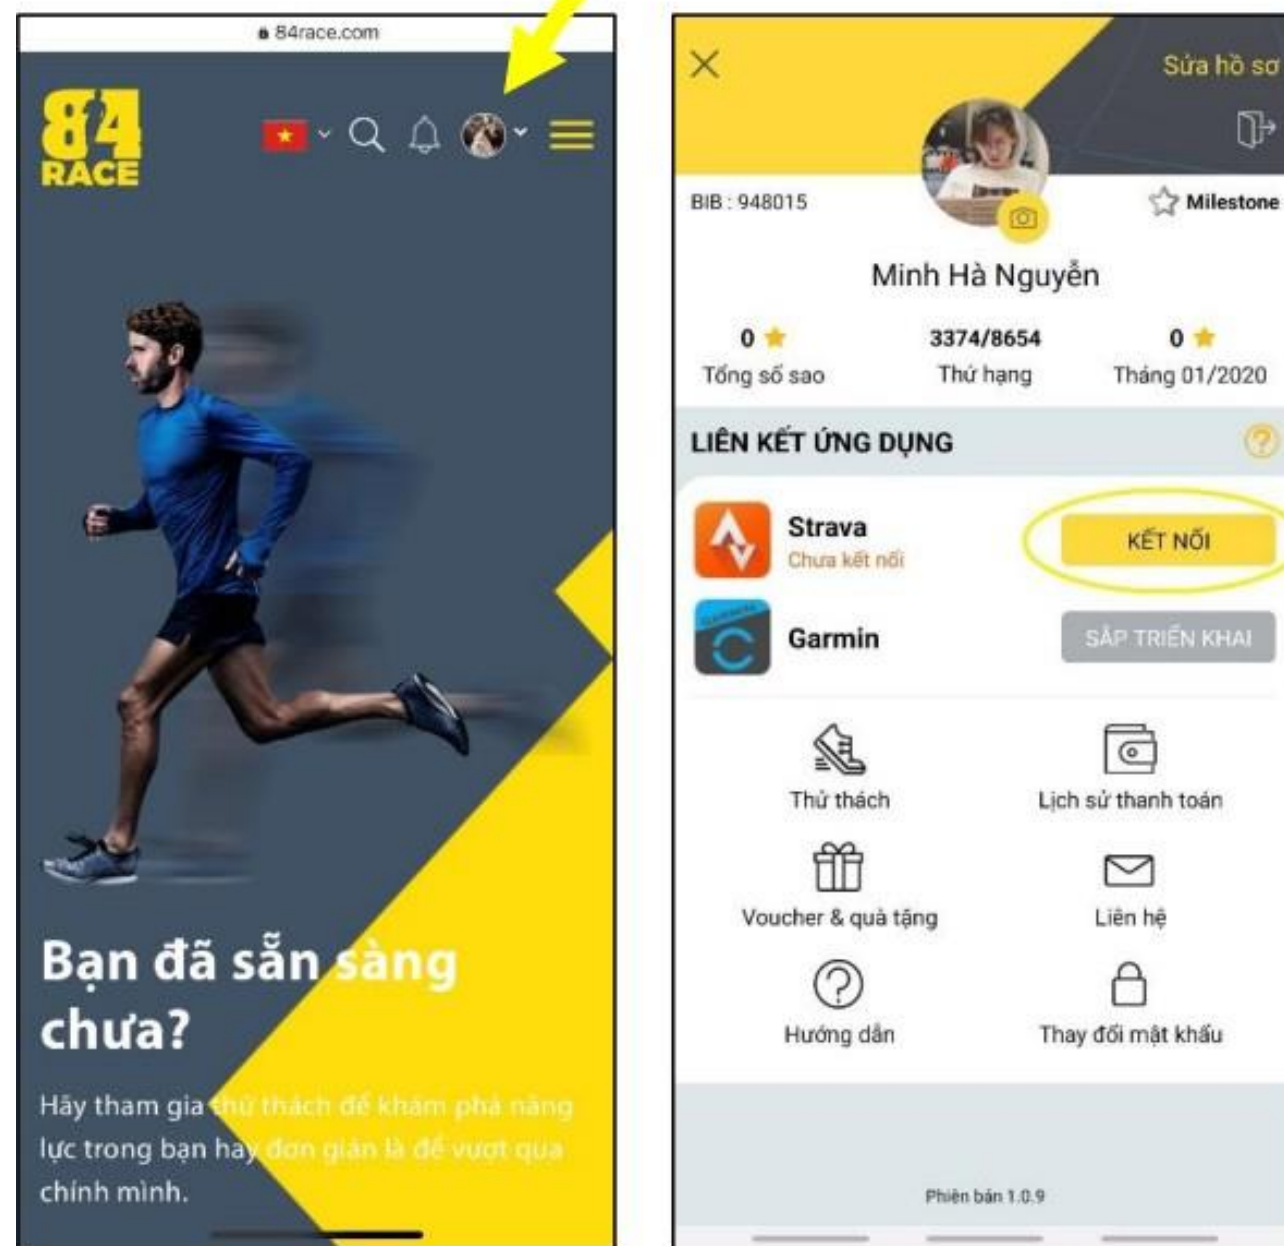 84race.com
84
RACE
Bạn đã sẵn sàng
chưa?
Hãy tham gia thử thách để khám phá năng
lực trong bạn hay đơn giản là để vượt qua
chính mình.
Sửa hồ sơ
BIB : 948015
Milestone
Minh Hà Nguyễn
0
3374/8654
0
Tổng số sao
Thứ hạng
Tháng 01/2020
LIÊN KẾT ỨNG DỤNG
?
Strava
KẾT NỐI
Chưa kết nối
GARMIN
Garmin
SẮP TRIỂN KHAI
Thử thách
Lịch sử thanh toán
Voucher & quà tặng
Liên hệ
?
Hướng dẫn
Thay đổi mật khẩu
Phiên bản 1.0.9